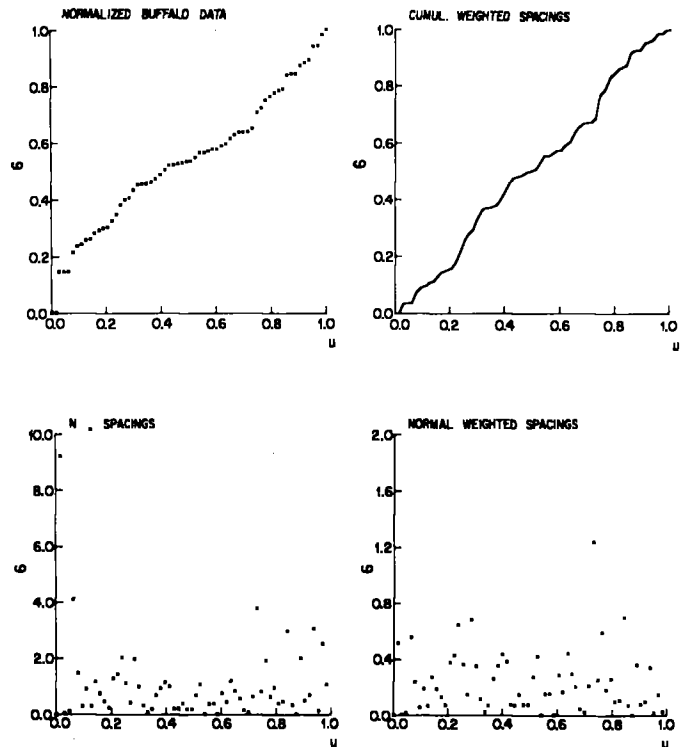 NORMALIZED BUFFALO DATA
1.0
0.8
0.6
G
0.4
0.2
0.0
0.0 0.2 0.4 0.6 0.8 1.0
u
CUMUL. WEIGHTED SPACINGS
1.0
0.8
0.6
G
0.4
0.2
0.0
0.0 0.2 0.4 0.6 0.8 1.0
u
N . SPACINGS
10.0
8.0
6.0
G
4.0
2.0
0.0
0.0 0.2 0.4 0.6 0.8 1.0
u
NORMAL WEIGHTED SPACINGS
2.0
1.6
1.2
G
0.8
0.4
0.0
0.0 0.2 0.4 0.6 0.8 1.0
u